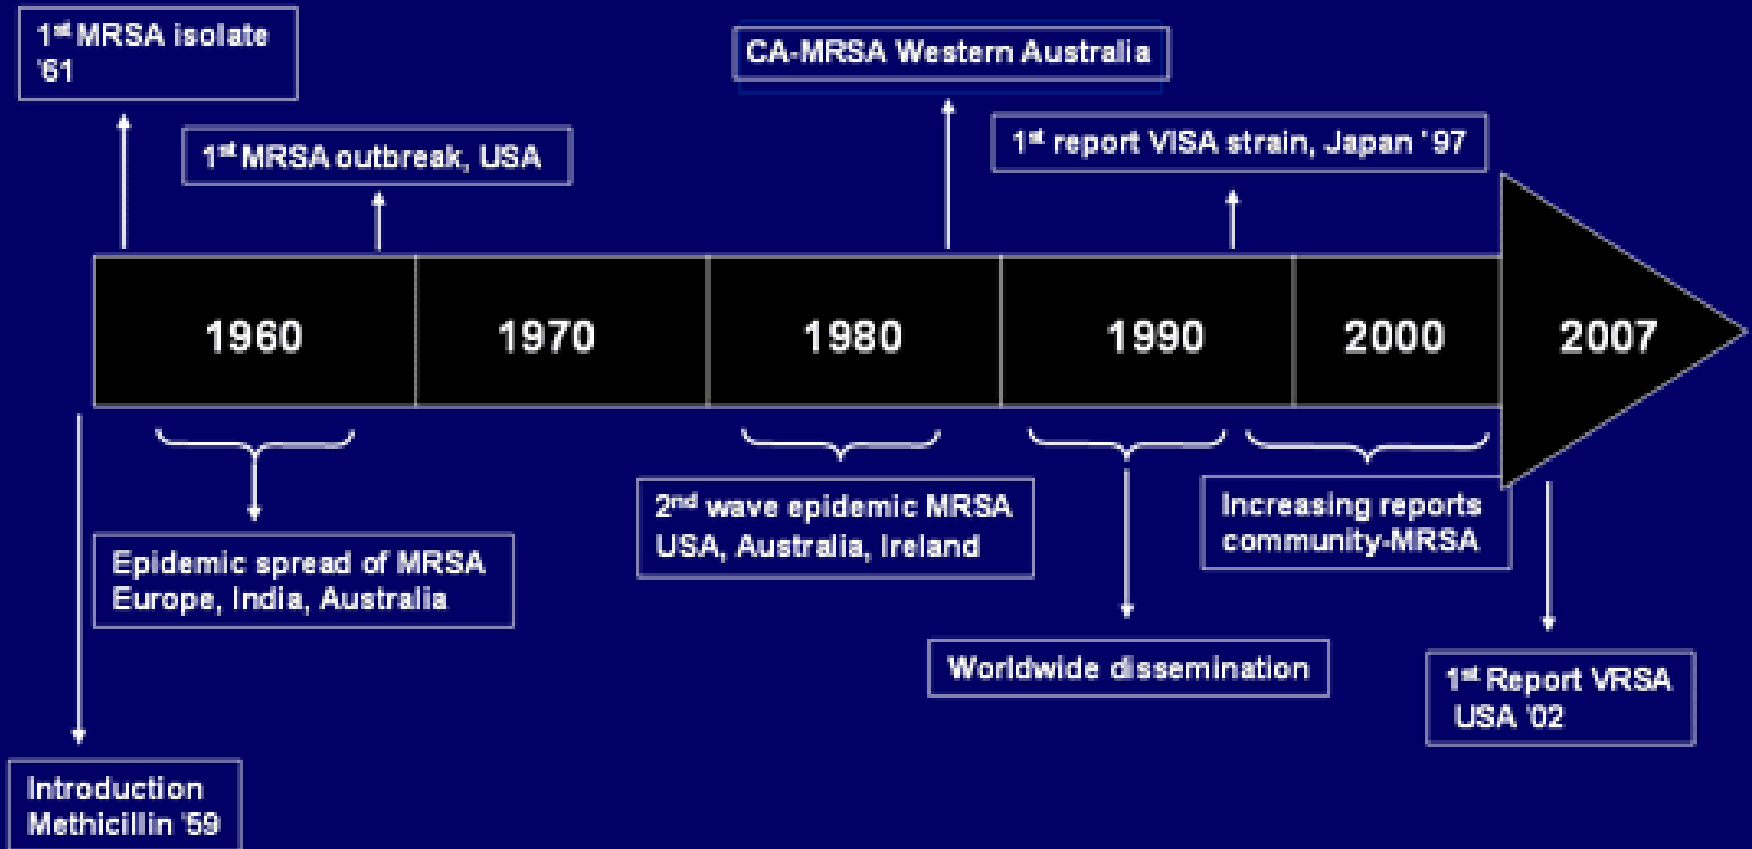 1st MRSA isolate
'61
CA-MRSA Western Australia
1st MRSA outbreak, USA
1st report VISA strain, Japan '97
1960
1970
1980
1990
2000
2007
Epidemic spread of MRSA
Europe, India, Australia
2nd wave epidemic MRSA
USA, Australia, Ireland
Increasing reports
community-MRSA
Worldwide dissemination
1st Report VRSA
USA '02
Introduction
Methicillin '59